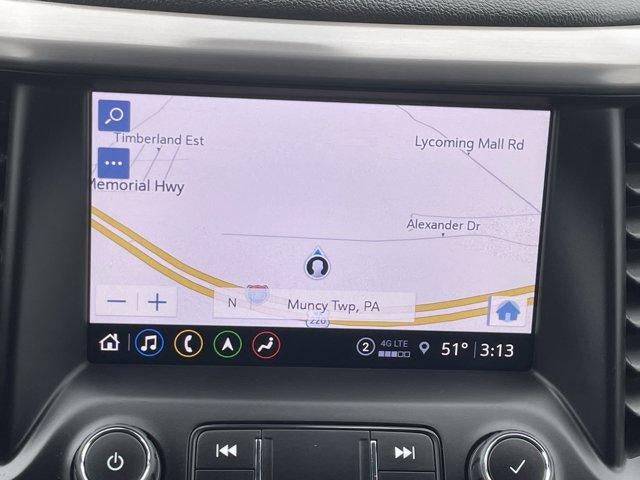 Timberland Est
Lycoming Mall Rd
Memorial Hwy
Alexander Dr
N Muncy Twp, PA
220
2 4G LTE 51° 3:13